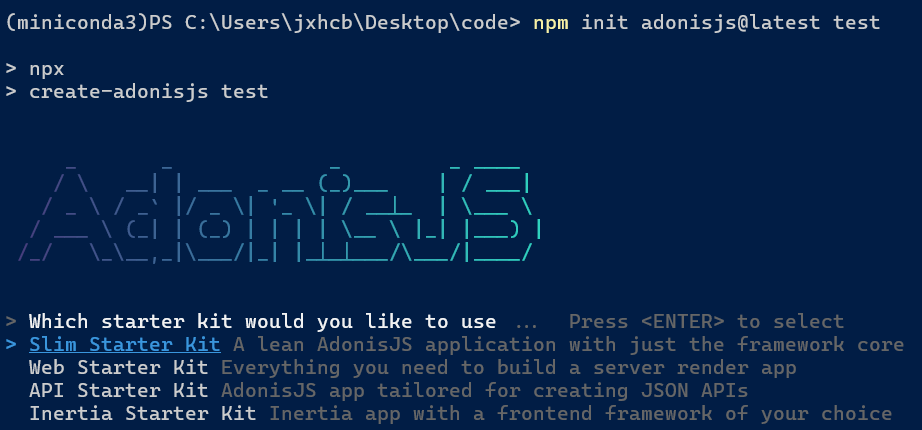 (miniconda3)PS C:\Users\jxhcb\Desktop\code> npm init adonisjs@latest test
> npx
> create-adonisjs test
AdonisJS
> Which starter kit would you like to use ... Press <ENTER> to select
> Slim Starter Kit A lean AdonisJS application with just the framework core
Web Starter Kit Everything you need to build a server render app
API Starter Kit AdonisJS app tailored for creating JSON APIs
Inertia Starter Kit Inertia app with a frontend framework of your choice